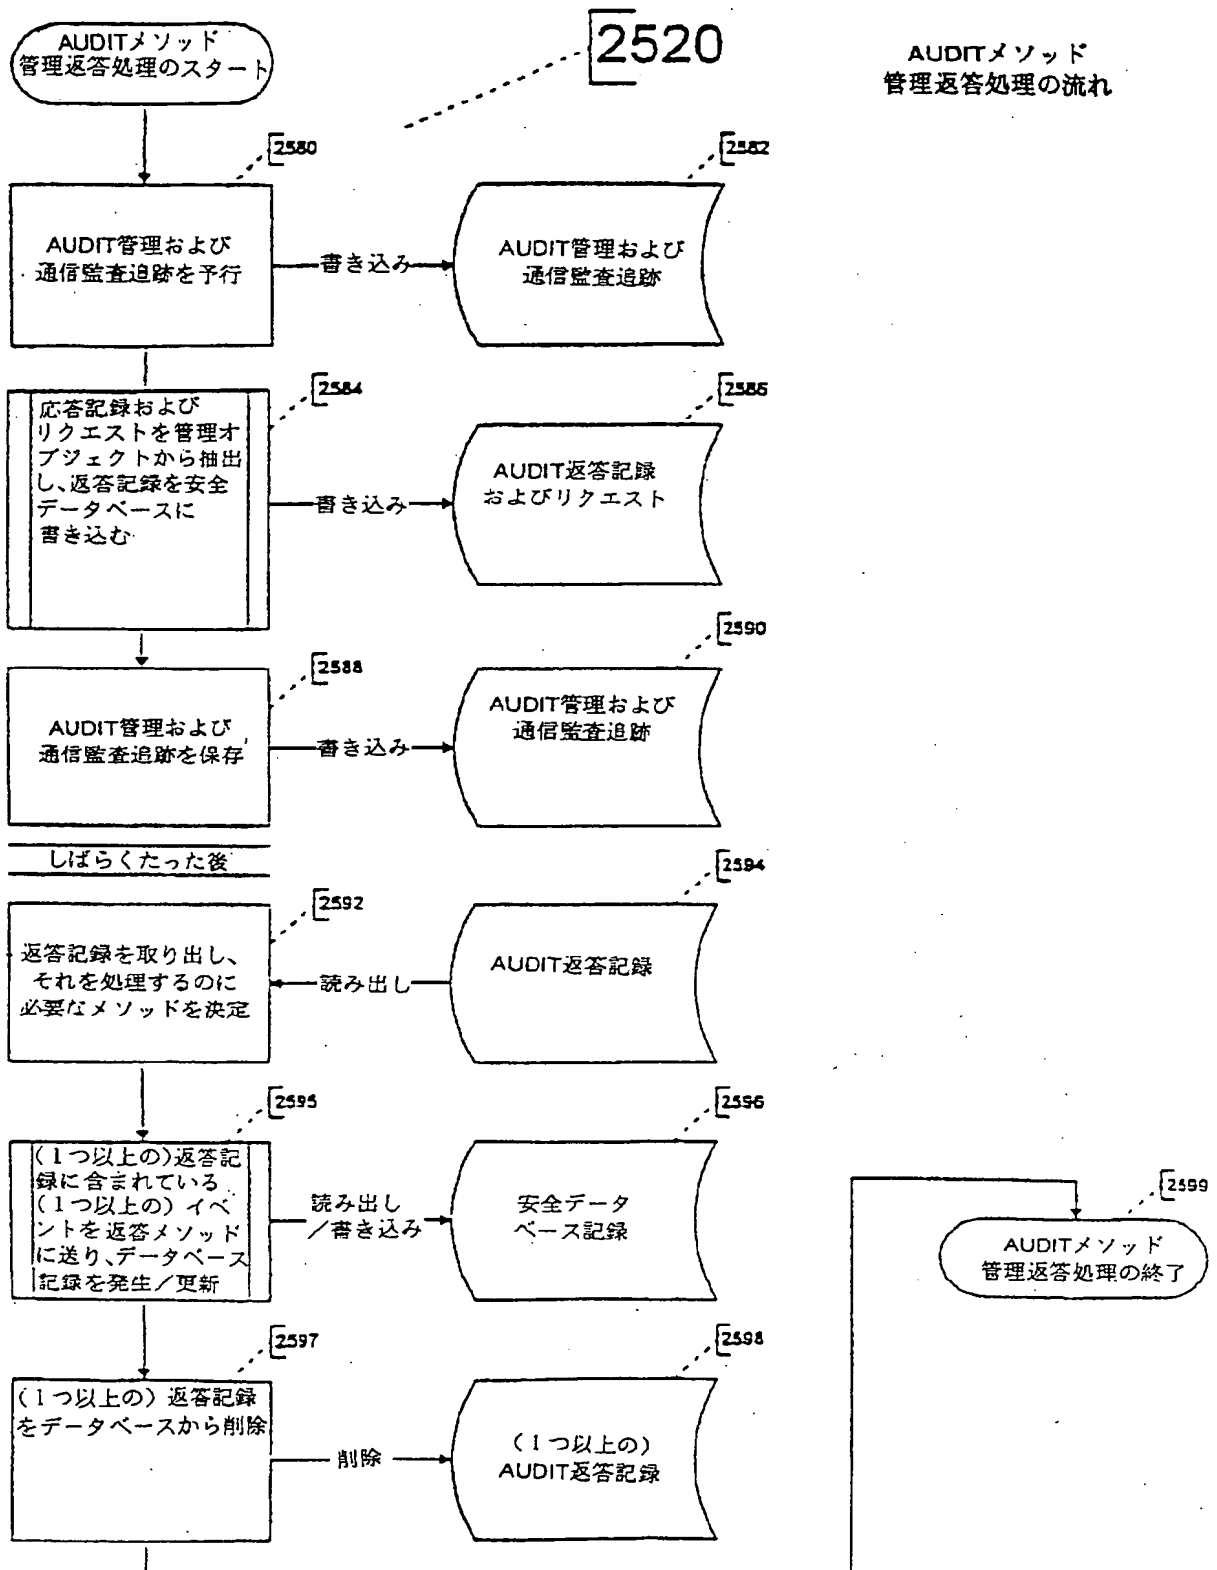 AUDITメソッド
管理返答処理のスタート
2520
AUDITメソッド
管理返答処理の流れ
2580
AUDIT管理および
通信監査追跡を予行
書き込み
2582
AUDIT管理および
通信監査追跡
2584
応答記録および
リクエストを管理オ
ブジェクトから抽出
し、返答記録を安全
データベースに
書き込む
書き込み
2586
AUDIT返答記録
およびリクエスト
2588
AUDIT管理および
通信監査追跡を保存
書き込み
2590
AUDIT管理および
通信監査追跡
しばらくたった後
2592
返答記録を取り出し、
それを処理するのに
必要なメソッドを決定
読み出し
2594
AUDIT返答記録
2595
(1つ以上の)返答記
録に含まれている
(1つ以上の)イベ
ントを返答メソッド
に送り、データベース
記録を発生/更新
読み出し
/書き込み
2596
安全データ
ベース記録
2597
(1つ以上の)返答記録
をデータベースから削除
削除
2598
(1つ以上の)
AUDIT返答記録
2599
AUDITメソッド
管理返答処理の終了